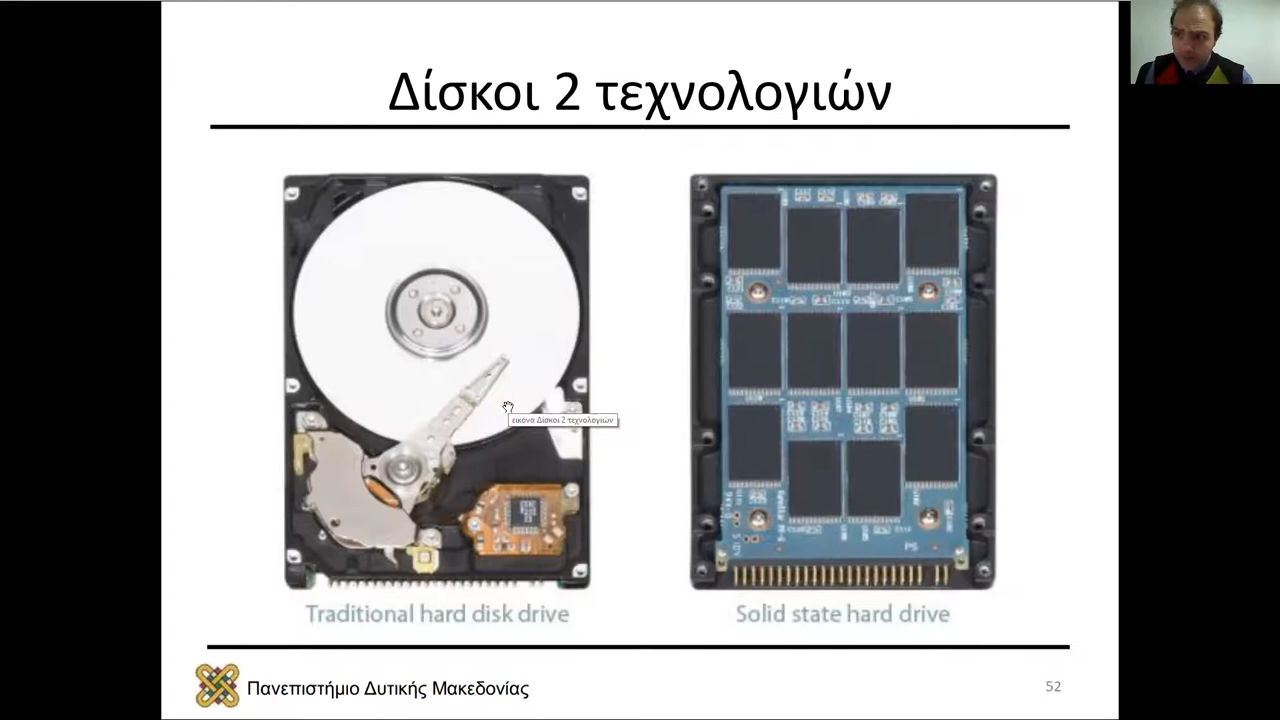 Δίσκοι 2 τεχνολογιών
εικόνα Δίσκοι 2 τεχνολογιών
Traditional hard disk drive
Solid state hard drive
Πανεπιστήμιο Δυτικής Μακεδονίας
52